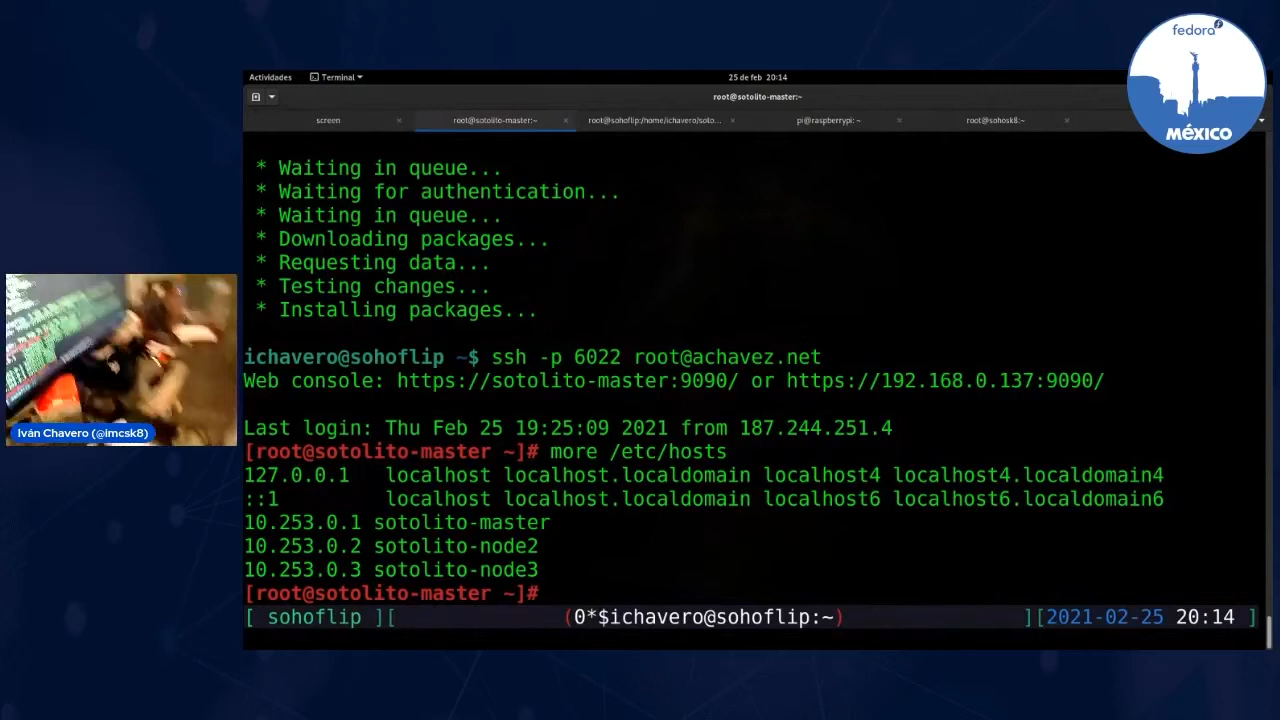 fedora
MÉXICO
Actividades Terminal 25 de feb 20:14
root@sotolito-master:~
screen root@sotolito-master:~ root@sohoflip:/home/ichavero/soto... pi@raspberrypi: ~ root@sohosk8:~
* Waiting in queue...
* Waiting for authentication...
* Waiting in queue...
* Downloading packages...
* Requesting data...
* Testing changes...
* Installing packages...
ichavero@sohoflip ~$ ssh -p 6022 root@achavez.net
Web console: https://sotolito-master:9090/ or https://192.168.0.137:9090/
Last login: Thu Feb 25 19:25:09 2021 from 187.244.251.4
[root@sotolito-master ~]# more /etc/hosts
127.0.0.1 localhost localhost.localdomain localhost4 localhost4.localdomain4
::1 localhost localhost.localdomain localhost6 localhost6.localdomain6
10.253.0.1 sotolito-master
10.253.0.2 sotolito-node2
10.253.0.3 sotolito-node3
[root@sotolito-master ~]#
[ sohoflip ][ (0*$ichavero@sohoflip:~) ][2021-02-25 20:14 ]
Iván Chavero (@imcsk8)